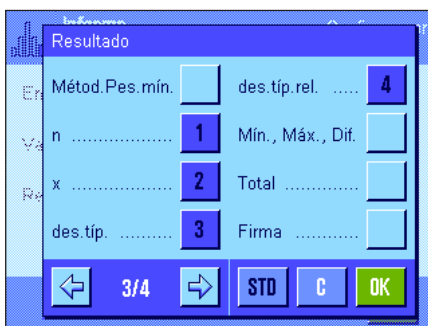 Informe
Resultado
Métod.Pes.mín.
n .................. 1
x .................. 2
des.típ. .......... 3
des.típ.rel. ..... 4
Mín., Máx., Dif.
Total .............
Firma ............
3/4
STD
C
OK